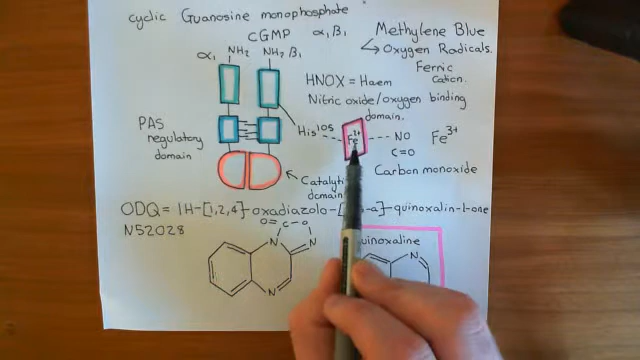 cyclic Guanosine monophosphate
cGMP α1 β1
Methylene Blue
Oxygen Radicals.
Ferric
Cation.
α1 NH2 NH2 β1
HNOX = Haem
Nitric oxide/oxygen binding
domain.
PAS
regulatory
domain
His105
NO Fe3+
C=O
Carbon monoxide
Catalytic
domain
ODQ = 1H-[1,2,4]-oxadiazolo- -a]-quinoxalin-1-one
NS2028
O= C - O
N N
N
quinoxaline
N